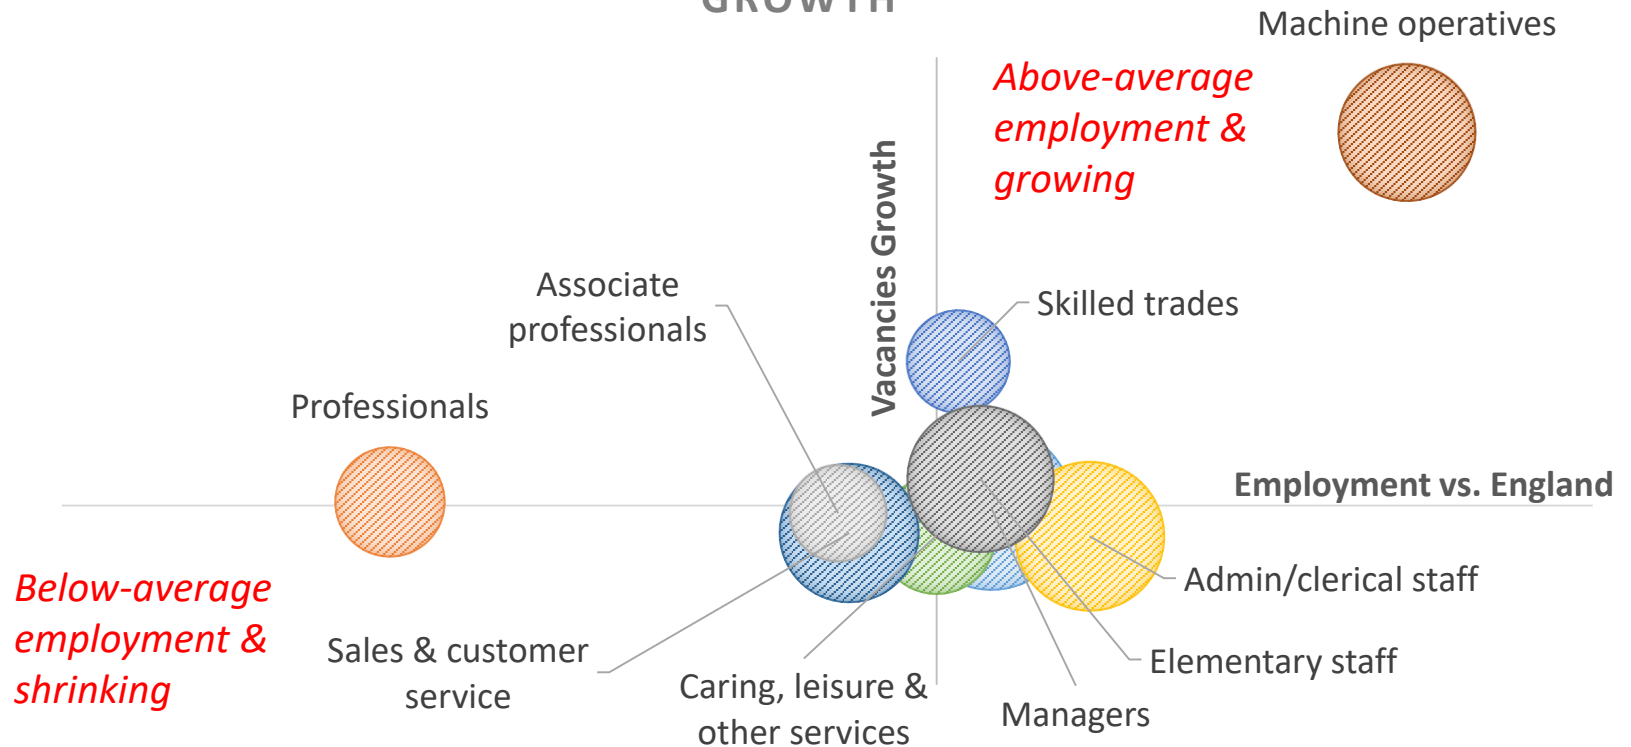 GROWTH
Machine operatives
Above-average
employment &
growing
Vacancies Growth
Associate
professionals
Skilled trades
Professionals
Employment vs. England
Below-average
employment &
shrinking
Admin/clerical staff
Sales & customer
service
Elementary staff
Caring, leisure &
other services
Managers